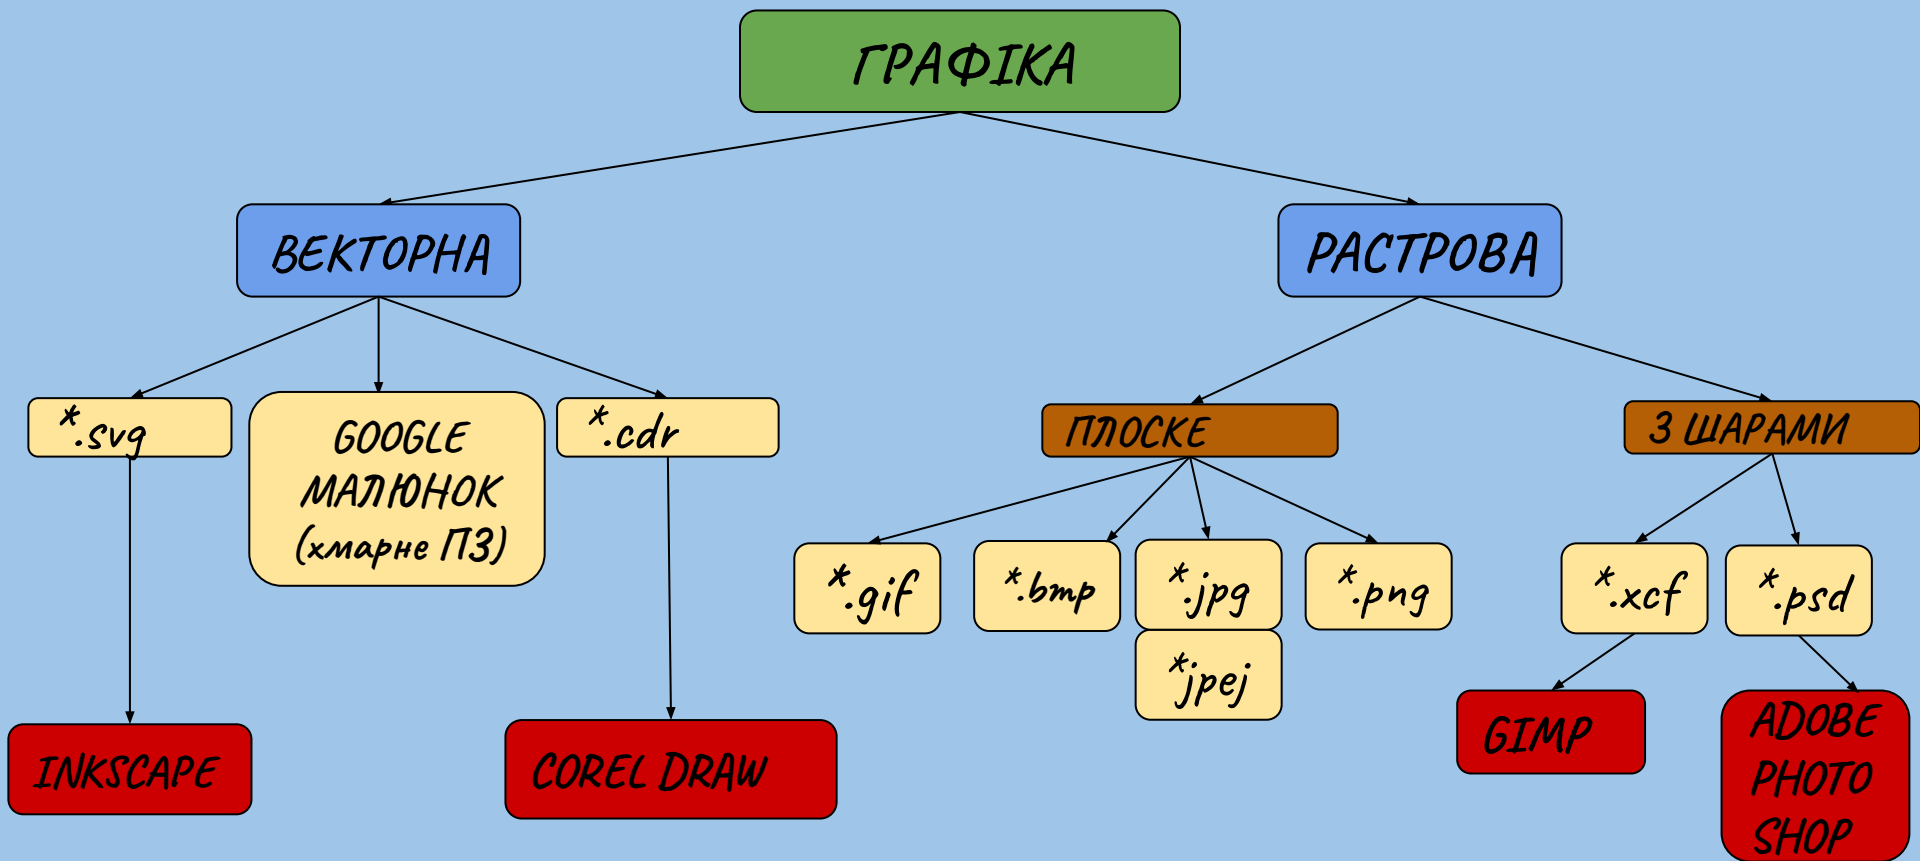 ГРАФІКА
ВЕКТОРНА
РАСТРОВА
*.svg
GOOGLE
МАЛЮНОК
(хмарне ПЗ)
*.cdr
ПЛОСКЕ
З ШАРАМИ
*.gif
*.bmp
*.jpg
*.png
*.xcf
*.psd
*jpej
INKSCAPE
COREL DRAW
GIMP
ADOBE
PHOTO
SHOP